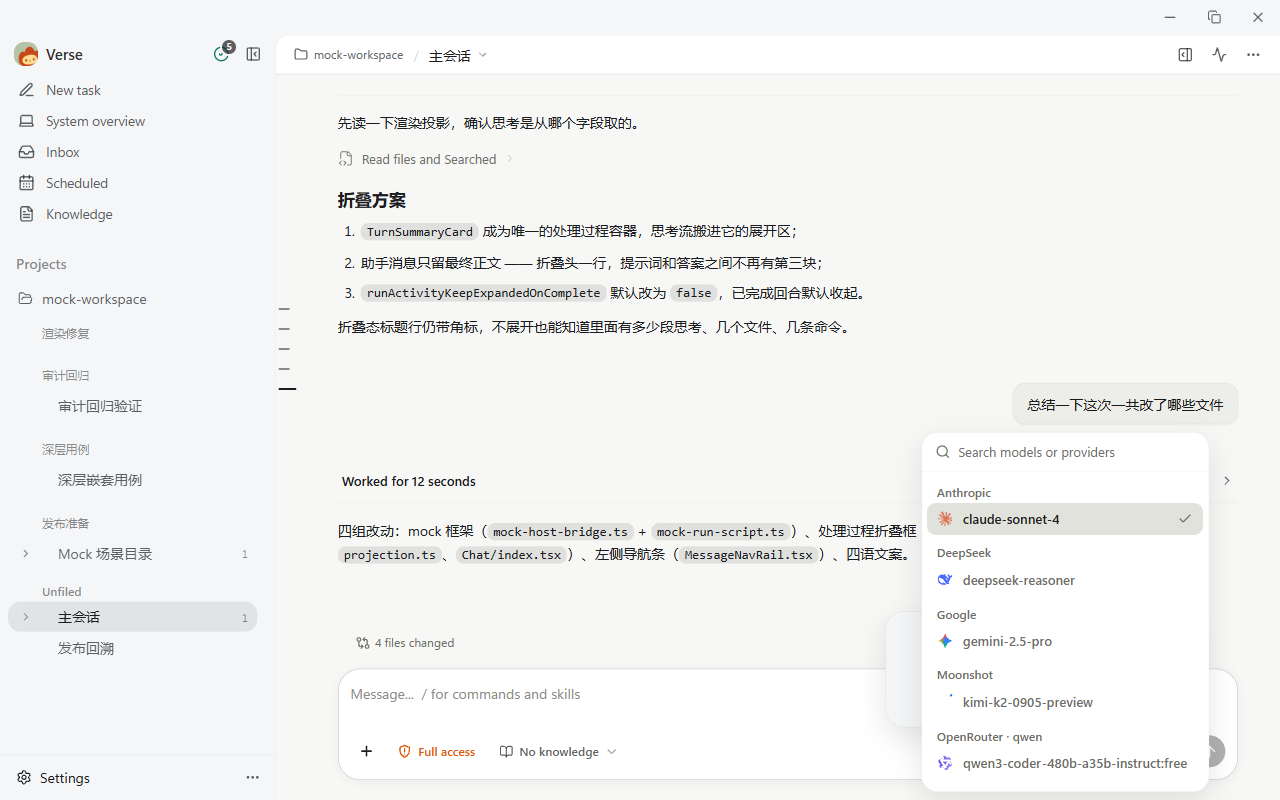 Verse
5
New task
System overview
Inbox
Scheduled
Knowledge
Projects
mock-workspace
渲染修复
审计回归
审计回归验证
深层用例
深层嵌套用例
发布准备
Mock 场景目录 1
Unfiled
主会话 1
发布回溯
Settings
mock-workspace / 主会话
先读一下渲染投影，确认思考是从哪个字段取的。
Read files and Searched
折叠方案
1. TurnSummaryCard 成为唯一的处理过程容器，思考流搬进它的展开区；
2. 助手消息只留最终正文 —— 折叠头一行，提示词和答案之间不再有第三块；
3. runActivityKeepExpandedOnComplete 默认改为 false，已完成回合默认收起。
折叠态标题行仍带角标，不展开也能知道里面有多少段思考、几个文件、几条命令。
总结一下这次一共改了哪些文件
Worked for 12 seconds
四组改动：mock 框架（mock-host-bridge.ts + mock-run-script.ts）、处理过程折叠框
projection.ts、Chat/index.tsx）、左侧导航条（MessageNavRail.tsx）、四语文案。
4 files changed
Message... / for commands and skills
Full access
No knowledge
Search models or providers
Anthropic
claude-sonnet-4
DeepSeek
deepseek-reasoner
Google
gemini-2.5-pro
Moonshot
kimi-k2-0905-preview
OpenRouter · qwen
qwen3-coder-480b-a35b-instruct:free